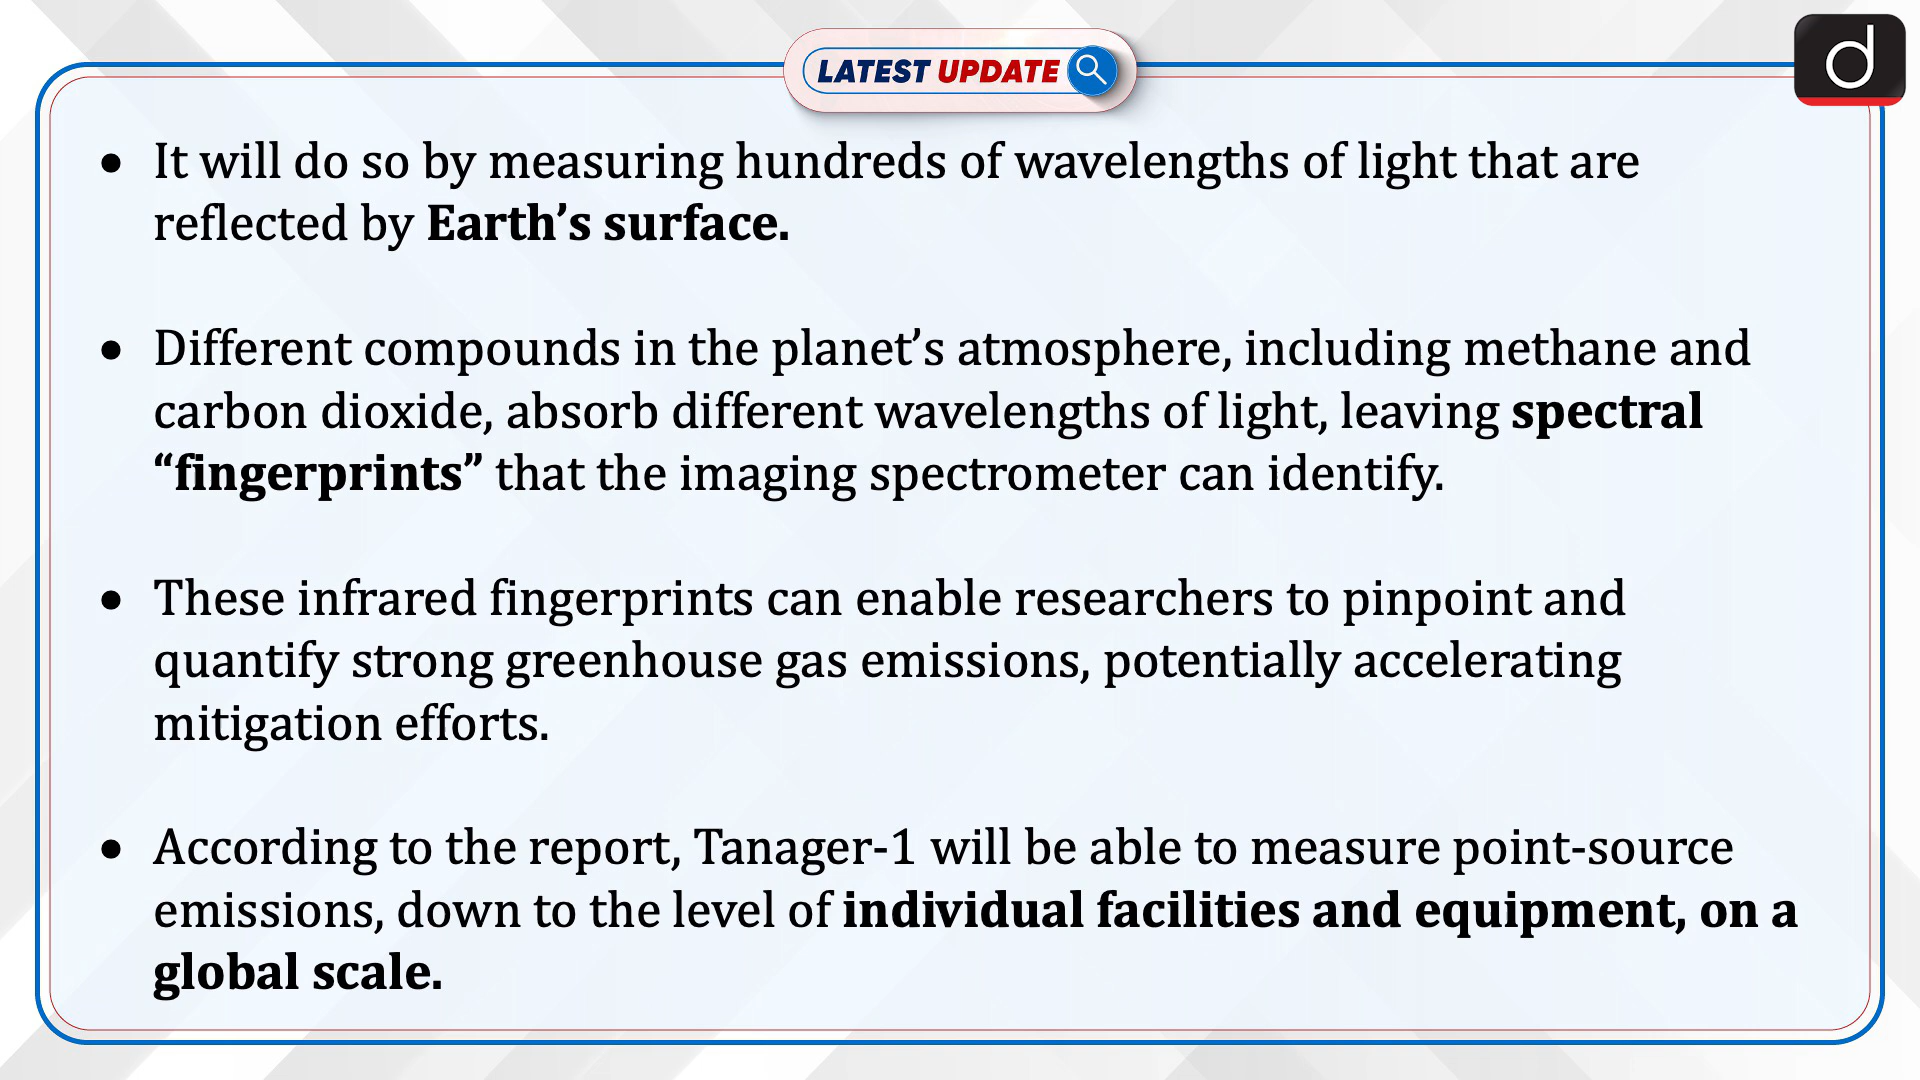 LATEST UPDATE
d
• It will do so by measuring hundreds of wavelengths of light that are
reflected by Earth’s surface.
• Different compounds in the planet’s atmosphere, including methane and
carbon dioxide, absorb different wavelengths of light, leaving spectral
“fingerprints” that the imaging spectrometer can identify.
• These infrared fingerprints can enable researchers to pinpoint and
quantify strong greenhouse gas emissions, potentially accelerating
mitigation efforts.
• According to the report, Tanager-1 will be able to measure point-source
emissions, down to the level of individual facilities and equipment, on a
global scale.